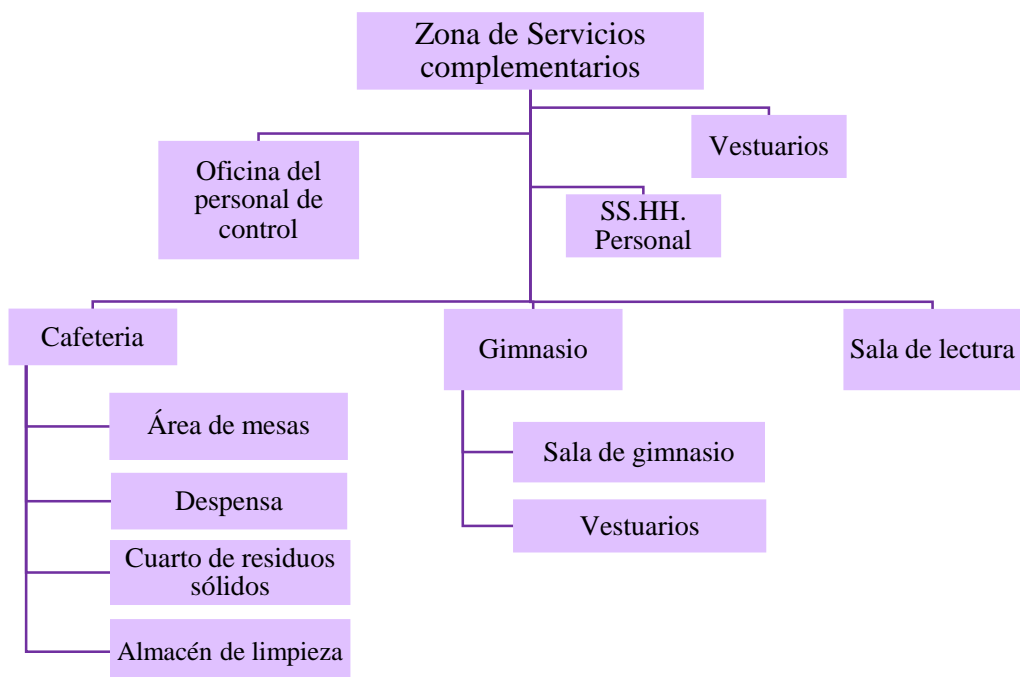 Zona de Servicios
complementarios
Vestuarios
Oficina del
personal de
control
SS.HH.
Personal
Cafeteria
Gimnasio
Sala de lectura
Área de mesas
Despensa
Cuarto de residuos
sólidos
Almacén de limpieza
Sala de gimnasio
Vestuarios